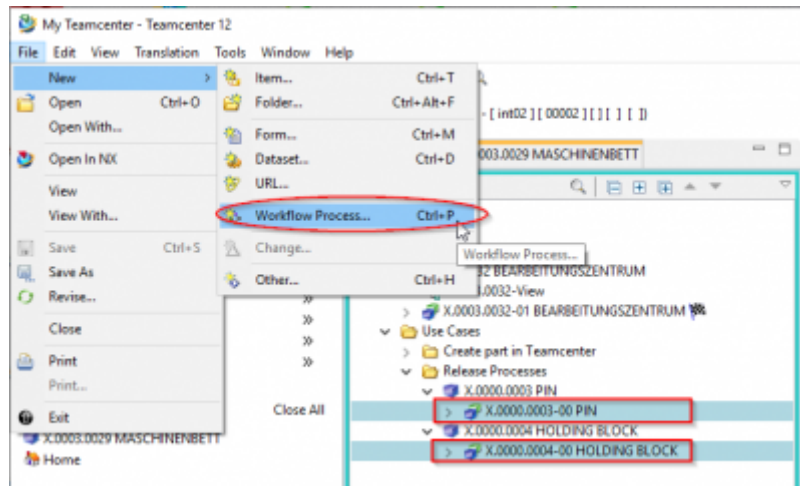 My Teamcenter - Teamcenter 12
File Edit View Translation Tools Window Help
New
Open Ctrl+O
Open With...
Open In NX
View
View With...
Save Ctrl+S
Save As
Revise...
Close
Print
Print...
Exit
Item... Ctrl+T
Folder... Ctrl+Alt+F
Form... Ctrl+M
Dataset... Ctrl+D
URL...
Workflow Process... Ctrl+P
Change...
Other... Ctrl+H
Workflow Process...
- [ int02 ] [ 00002 ] [ ] [ ] [ ])
003.0029 MASCHINENBETT
32 BEARBEITUNGSZENTRUM
.0032-View
X.0003.0032-01 BEARBEITUNGSZENTRUM
Use Cases
Create part in Teamcenter
Release Processes
X.0000.0003 PIN
X.0000.0003-00 PIN
X.0000.0004 HOLDING BLOCK
X.0000.0004-00 HOLDING BLOCK
Close All
X.0003.0029 MASCHINENBETT
Home